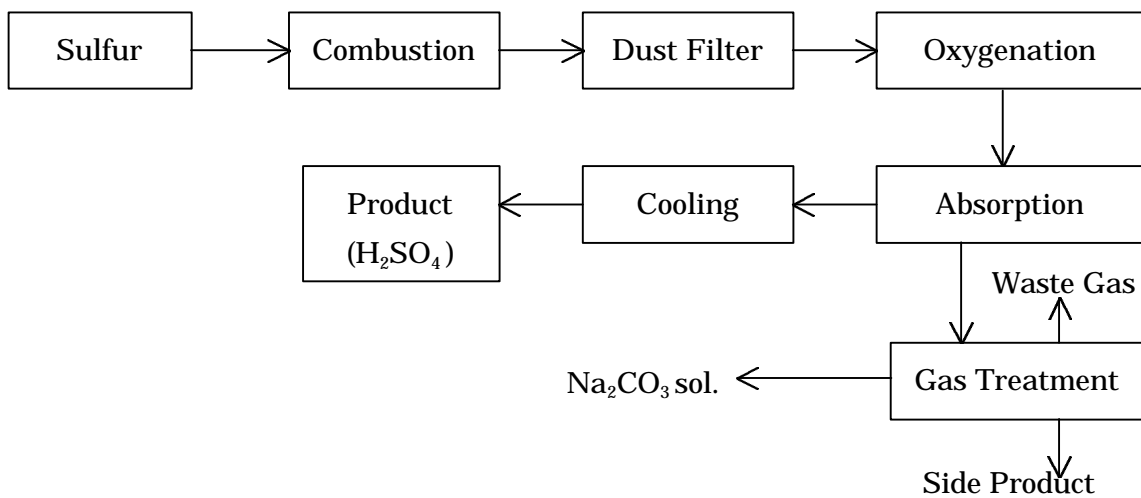 Sulfur
Combustion
Dust Filter
Oxygenation
Product
(H₂SO₄)
Cooling
Absorption
Waste Gas
Na₂CO₃ sol.
Gas Treatment
Side Product